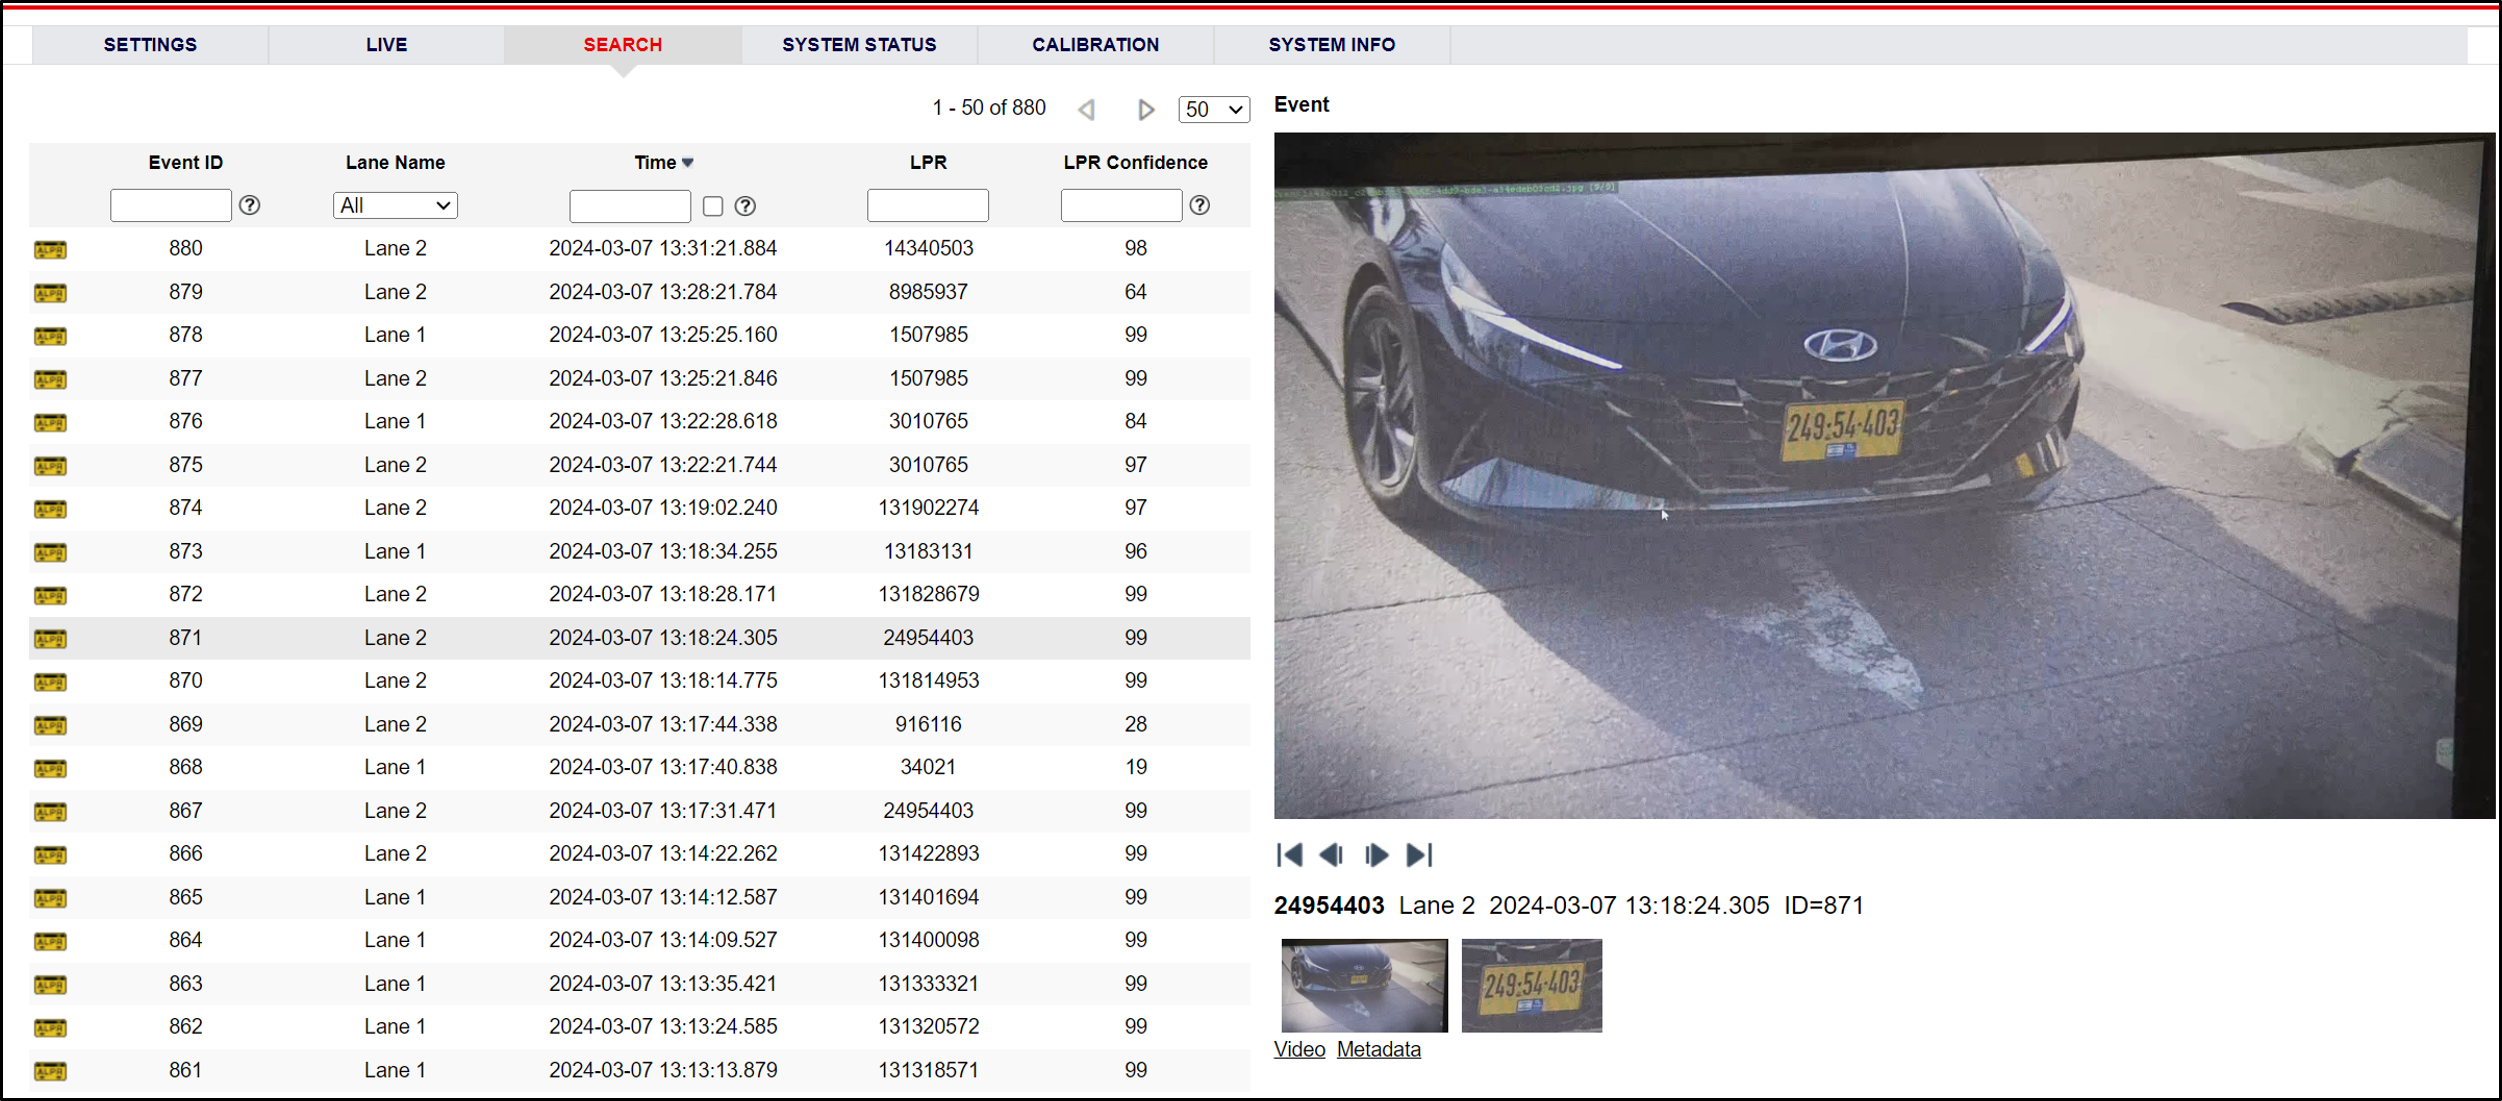 SETTINGS LIVE SEARCH SYSTEM STATUS CALIBRATION SYSTEM INFO
1 - 50 of 880 50
Event ID Lane Name Time LPR LPR Confidence
All
ALPR 880 Lane 2 2024-03-07 13:31:21.884 14340503 98
ALPR 879 Lane 2 2024-03-07 13:28:21.784 8985937 64
ALPR 878 Lane 1 2024-03-07 13:25:25.160 1507985 99
ALPR 877 Lane 2 2024-03-07 13:25:21.846 1507985 99
ALPR 876 Lane 1 2024-03-07 13:22:28.618 3010765 84
ALPR 875 Lane 2 2024-03-07 13:22:21.744 3010765 97
ALPR 874 Lane 2 2024-03-07 13:19:02.240 131902274 97
ALPR 873 Lane 1 2024-03-07 13:18:34.255 13183131 96
ALPR 872 Lane 2 2024-03-07 13:18:28.171 131828679 99
ALPR 871 Lane 2 2024-03-07 13:18:24.305 24954403 99
ALPR 870 Lane 2 2024-03-07 13:18:14.775 131814953 99
ALPR 869 Lane 2 2024-03-07 13:17:44.338 916116 28
ALPR 868 Lane 1 2024-03-07 13:17:40.838 34021 19
ALPR 867 Lane 2 2024-03-07 13:17:31.471 24954403 99
ALPR 866 Lane 2 2024-03-07 13:14:22.262 131422893 99
ALPR 865 Lane 1 2024-03-07 13:14:12.587 131401694 99
ALPR 864 Lane 1 2024-03-07 13:14:09.527 131400098 99
ALPR 863 Lane 1 2024-03-07 13:13:35.421 131333321 99
ALPR 862 Lane 1 2024-03-07 13:13:24.585 131320572 99
ALPR 861 Lane 1 2024-03-07 13:13:13.879 131318571 99
Event
249:54·403
24954403 Lane 2 2024-03-07 13:18:24.305 ID=871
249:54·403
Video Metadata